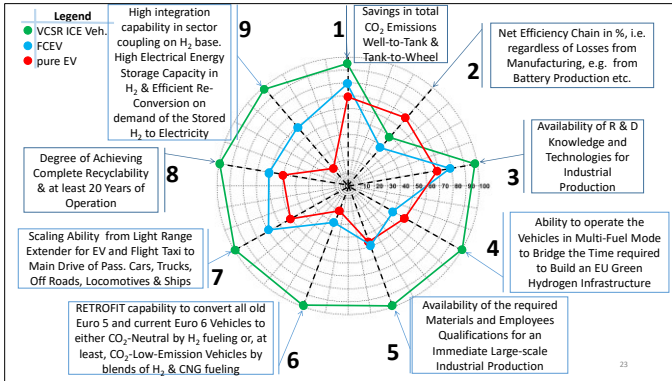 Legend
VCSR ICE Veh.
FCEV
pure EV
High integration
capability in sector
coupling on H₂ base.
High Electrical Energy
Storage Capacity in
H₂ & Efficient Re-
Conversion on
demand of the Stored
H₂ to Electricity
9
1
Savings in total
CO₂ Emissions
Well-to-Tank &
Tank-to-Wheel
2
Net Efficiency Chain in %, i.e.
regardless of Losses from
Manufacturing, e.g. from
Battery Production etc.
Availability of R & D
Knowledge and
Technologies for
Industrial
Production
3
Degree of Achieving
Complete Recyclability
& at least 20 Years of
Operation
8
10 20 30 40 50 60 70 80 90 100
Scaling Ability from Light Range
Extender for EV and Flight Taxi to
Main Drive of Pass. Cars, Trucks,
Off Roads, Locomotives & Ships
7
4
Ability to operate the
Vehicles in Multi-Fuel Mode
to Bridge the Time required
to Build an EU Green
Hydrogen Infrastructure
RETROFIT capability to convert all old
Euro 5 and current Euro 6 Vehicles to
either CO₂-Neutral by H₂ fueling or, at
least, CO₂-Low-Emission Vehicles by
blends of H₂ & CNG fueling
6
5
Availability of the required
Materials and Employees
Qualifications for an
Immediate Large-scale
Industrial Production
23